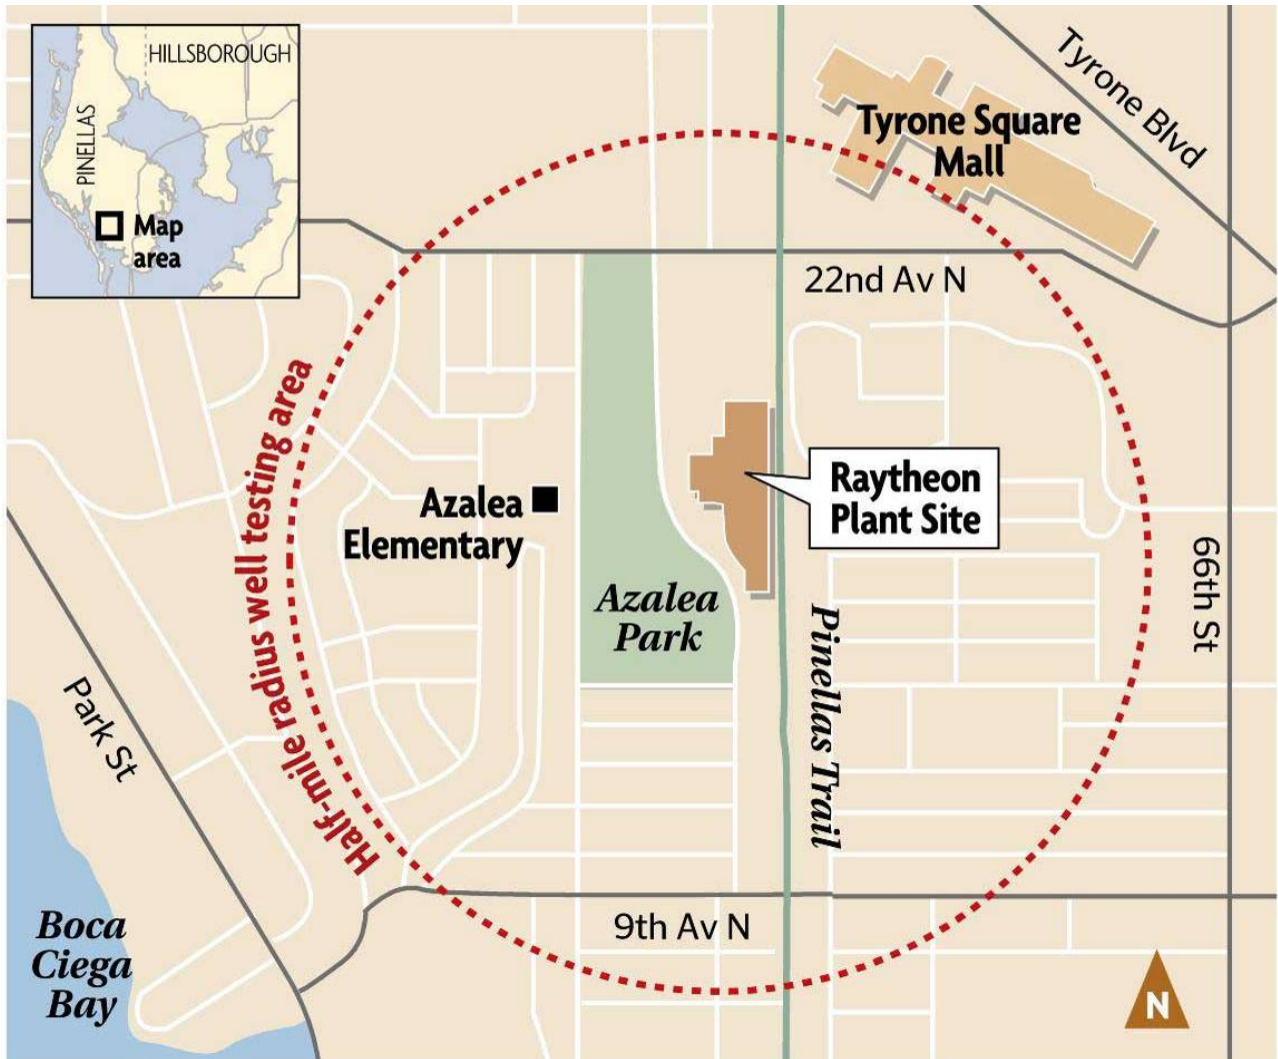 HILLSBOROUGH
PINELLAS
Map
area
Tyrone Blvd
Tyrone Square
Mall
22nd Av N
Half-mile radius well testing area
Azalea
Elementary
Raytheon
Plant Site
Azalea
Park
66th St
Pinellas Trail
Park St
Boca
Ciega
Bay
9th Av N
N